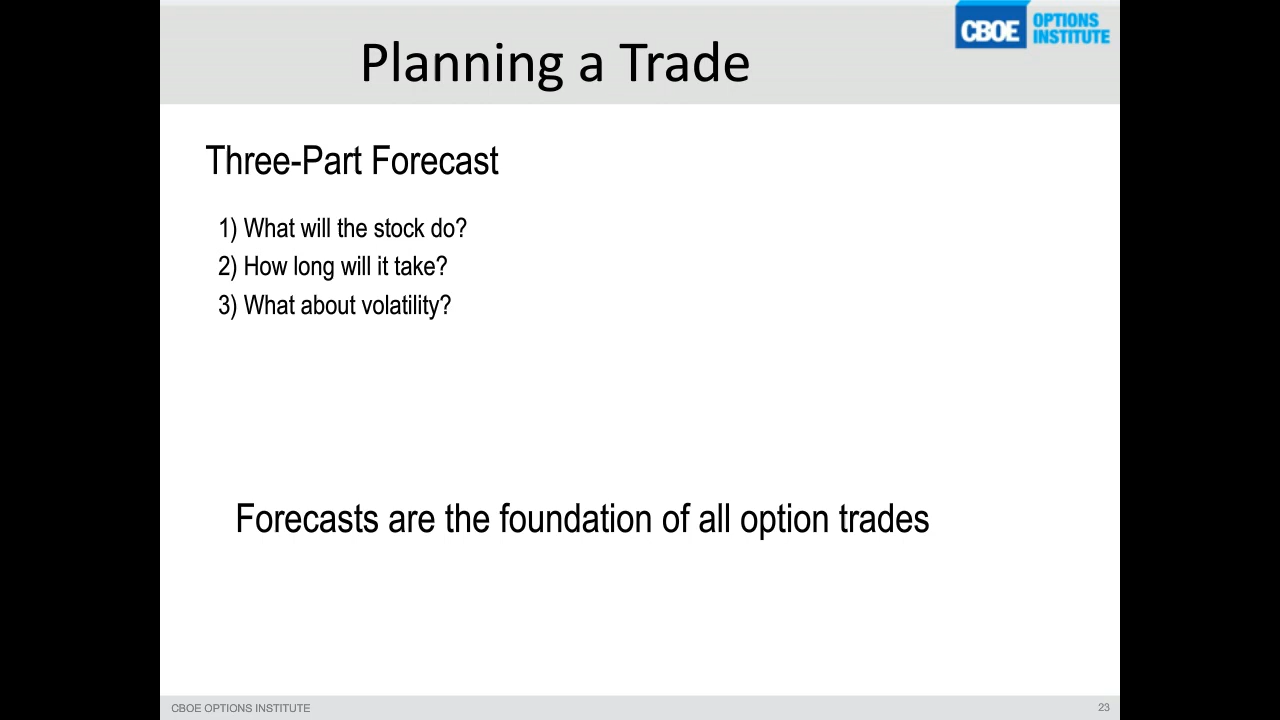 CBOE OPTIONS
INSTITUTE
Planning a Trade
Three-Part Forecast
1) What will the stock do?
2) How long will it take?
3) What about volatility?
Forecasts are the foundation of all option trades
CBOE OPTIONS INSTITUTE 23